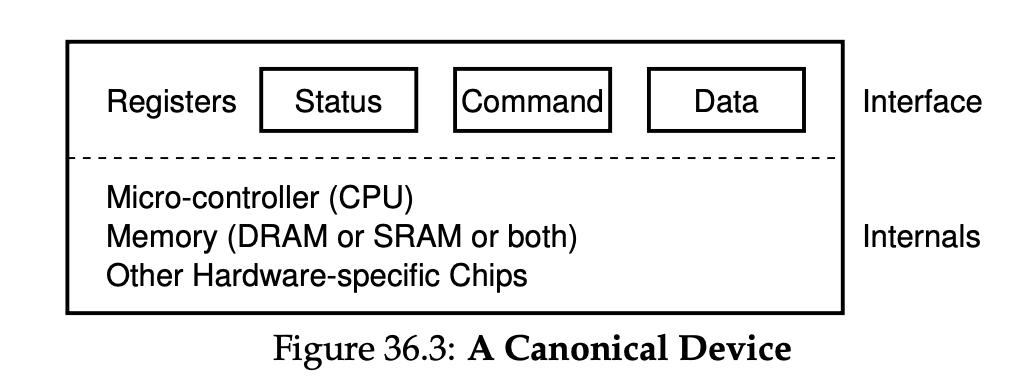 Registers Status Command Data Interface
Micro-controller (CPU)
Memory (DRAM or SRAM or both) Internals
Other Hardware-specific Chips
Figure 36.3: A Canonical Device